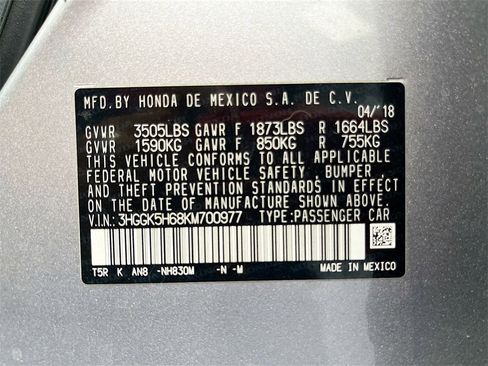 MFD.BY HONDA DE MEXICO S.A. DE C.V.
04/'18
GVWR 3505LBS GAWR F 1873LBS R 1664LBS
GVWR 1590KG GAWR F 850KG R 755KG
THIS VEHICLE CONFORMS TO ALL APPLICABLE
FEDERAL MOTOR VEHICLE SAFETY, BUMPER,
AND THEFT PREVENTION STANDARDS IN EFFECT
ON THE DATE OF MANUFACTURE SHOWN ABOVE.
V.I.N.:3HGGK5H68KM700977 TYPE:PASSENGER CAR
T5R K AN8 -NH830M -N -M
MADE IN MEXICO